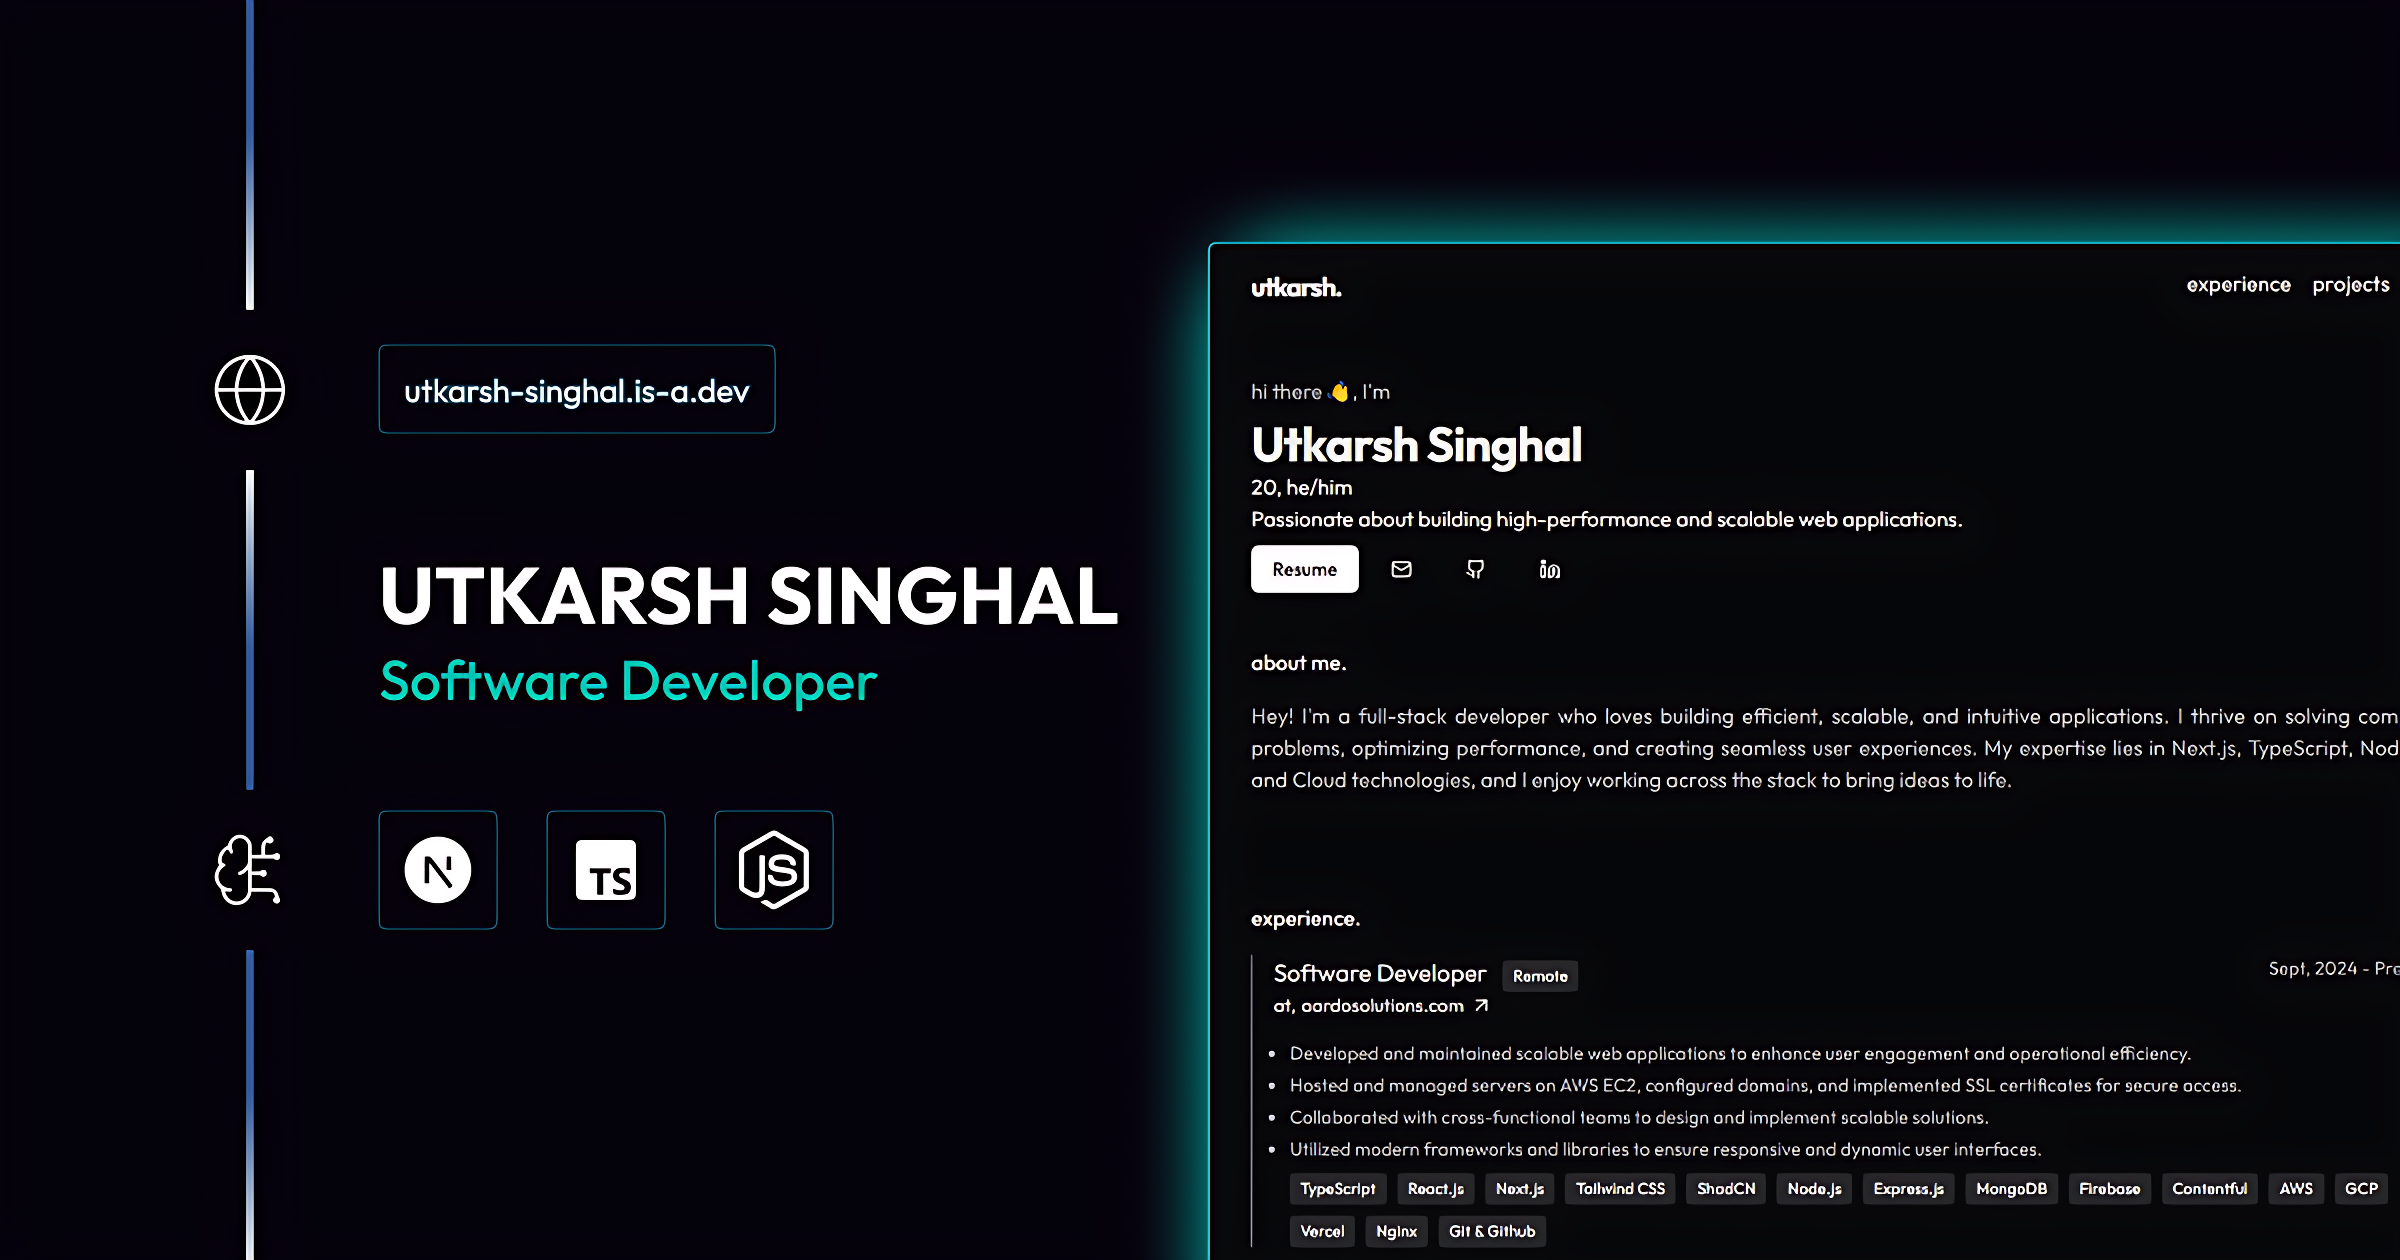 utkarsh-singhal.is-a.dev
UTKARSH SINGHAL
Software Developer
N
TS
JS
utkarsh.
experience projects
hi there 👋, I'm
Utkarsh Singhal
20, he/him
Passionate about building high-performance and scalable web applications.
Resume
in
about me.
Hey! I'm a full-stack developer who loves building efficient, scalable, and intuitive applications. I thrive on solving com
problems, optimizing performance, and creating seamless user experiences. My expertise lies in Next.js, TypeScript, Nod
and Cloud technologies, and I enjoy working across the stack to bring ideas to life.
experience.
Software Developer Remote
Sept, 2024 - Pre
at, aardosolutions.com
• Developed and maintained scalable web applications to enhance user engagement and operational efficiency.
• Hosted and managed servers on AWS EC2, configured domains, and implemented SSL certificates for secure access.
• Collaborated with cross-functional teams to design and implement scalable solutions.
• Utilized modern frameworks and libraries to ensure responsive and dynamic user interfaces.
TypeScript React.js Next.js Tailwind CSS ShadCN Node.js Express.js MongoDB Firebase Contentful AWS GCP
Vercel Nginx Git & Github